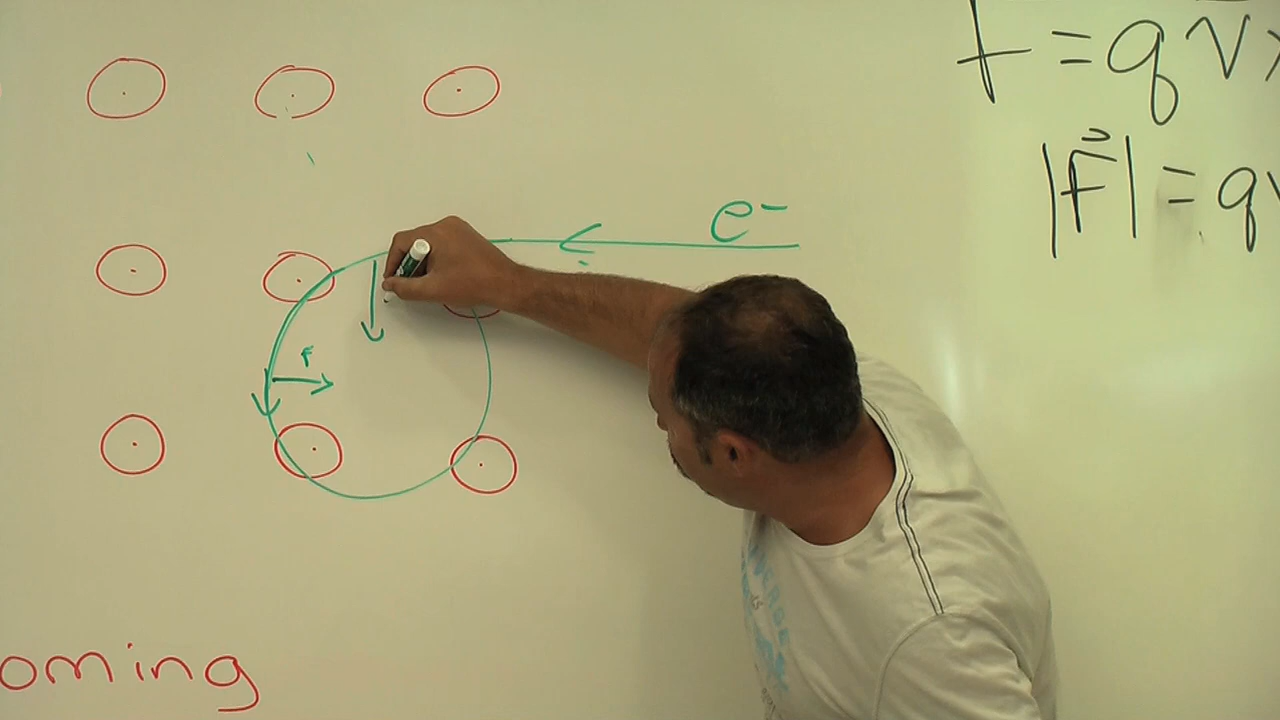 F = q v x
|F| = qv
e-
F
oming